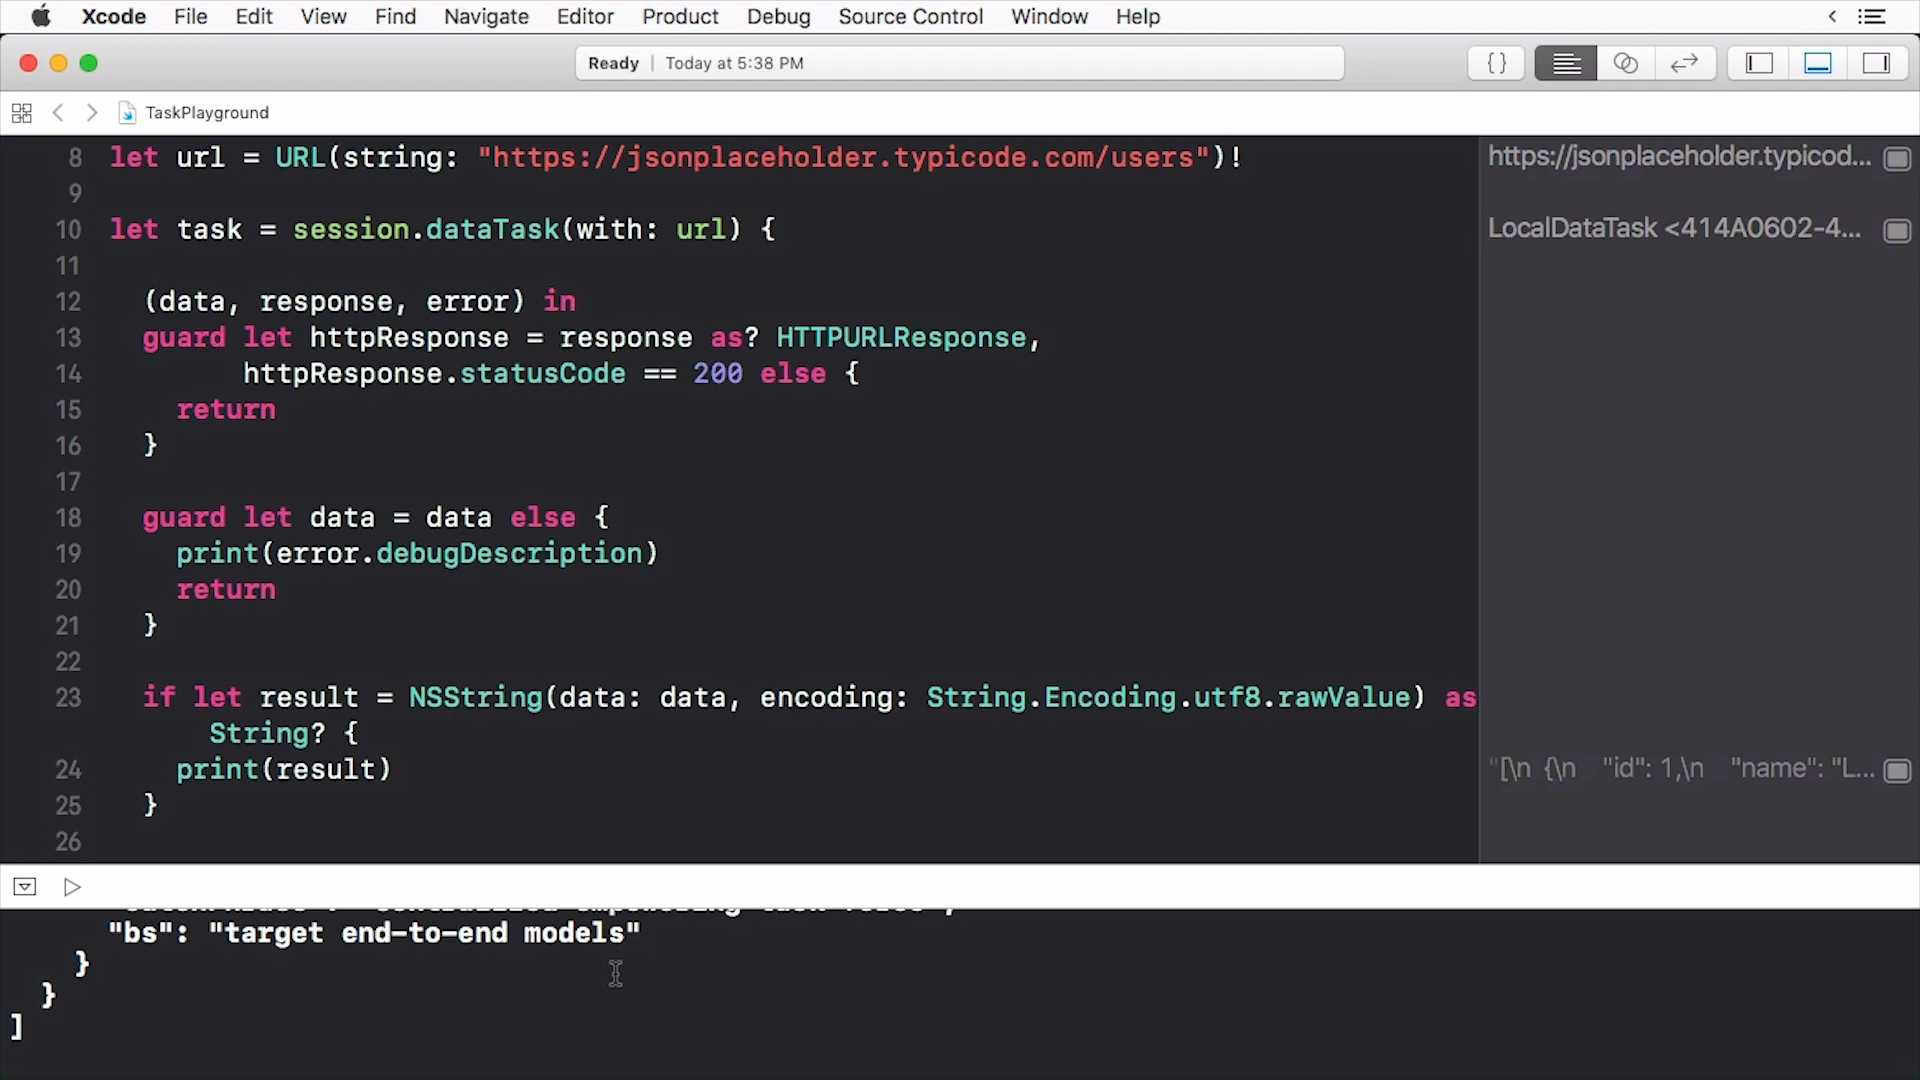 Xcode File Edit View Find Navigate Editor Product Debug Source Control Window Help
Ready | Today at 5:38 PM
TaskPlayground
8 let url = URL(string: "https://jsonplaceholder.typicode.com/users")!
https://jsonplaceholder.typicod...
9
10 let task = session.dataTask(with: url) {
LocalDataTask <414A0602-4...
11
12 (data, response, error) in
13 guard let httpResponse = response as? HTTPURLResponse,
14 httpResponse.statusCode == 200 else {
15 return
16 }
17
18 guard let data = data else {
19 print(error.debugDescription)
20 return
21 }
22
23 if let result = NSString(data: data, encoding: String.Encoding.utf8.rawValue) as
String? {
24 print(result)
"[\n {\n "id": 1,\n "name": "L...
25 }
26
"bs": "target end-to-end models"
}
}
]